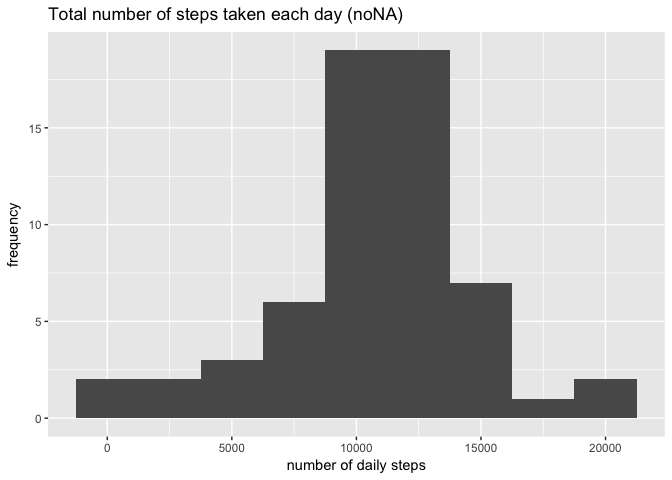 Total number of steps taken each day (noNA)
frequency
15
10
5
0
0 5000 10000 15000 20000
number of daily steps